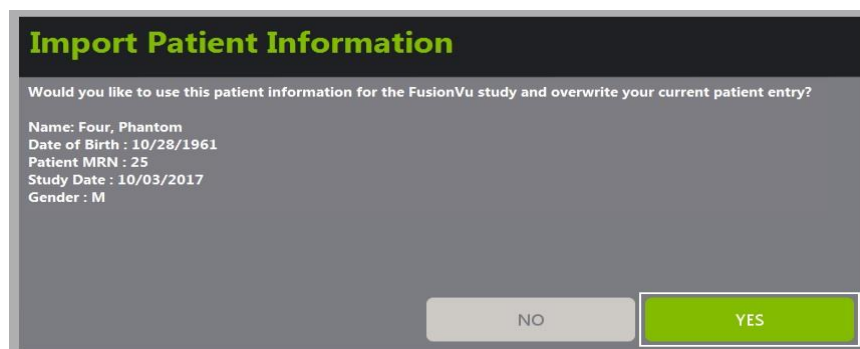 Import Patient Information
Would you like to use this patient information for the FusionVu study and overwrite your current patient entry?
Name: Four, Phantom
Date of Birth : 10/28/1961
Patient MRN : 25
Study Date : 10/03/2017
Gender : M
NO
YES